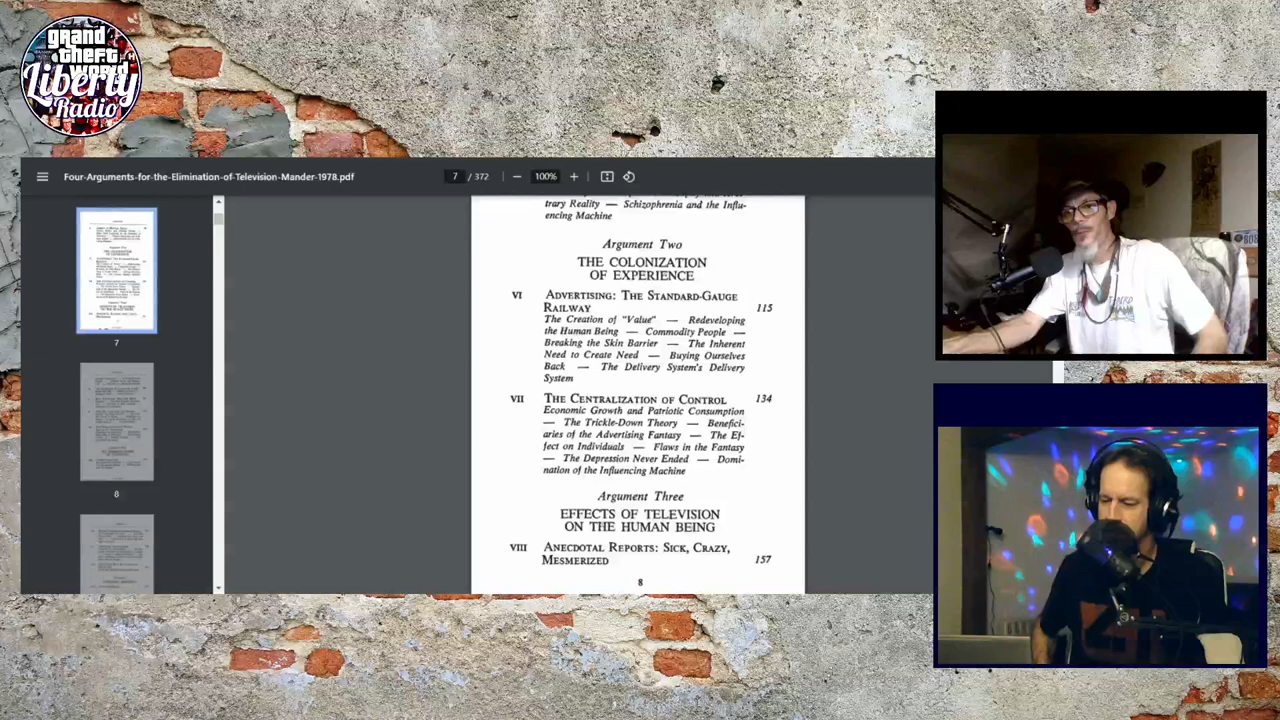 grand
theft
world
Liberty
Radio
Four-Arguments-for-the-Elimination-of-Television-Mander-1978.pdf
7 / 372
100%
trary Reality — Schizophrenia and the Influ-
encing Machine
Argument Two
THE COLONIZATION
OF EXPERIENCE
VI ADVERTISING: THE STANDARD-GAUGE
RAILWAY 115
The Creation of "Value" — Redeveloping
the Human Being — Commodity People —
Breaking the Skin Barrier — The Inherent
Need to Create Need — Buying Ourselves
Back — The Delivery System's Delivery
System
VII THE CENTRALIZATION OF CONTROL 134
Economic Growth and Patriotic Consumption
— The Trickle-Down Theory — Benefici-
aries of the Advertising Fantasy — The Ef-
fect on Individuals — Flaws in the Fantasy
— The Depression Never Ended — Domi-
nation of the Influencing Machine
Argument Three
EFFECTS OF TELEVISION
ON THE HUMAN BEING
VIII ANECDOTAL REPORTS: SICK, CRAZY,
MESMERIZED 157
8
7
8